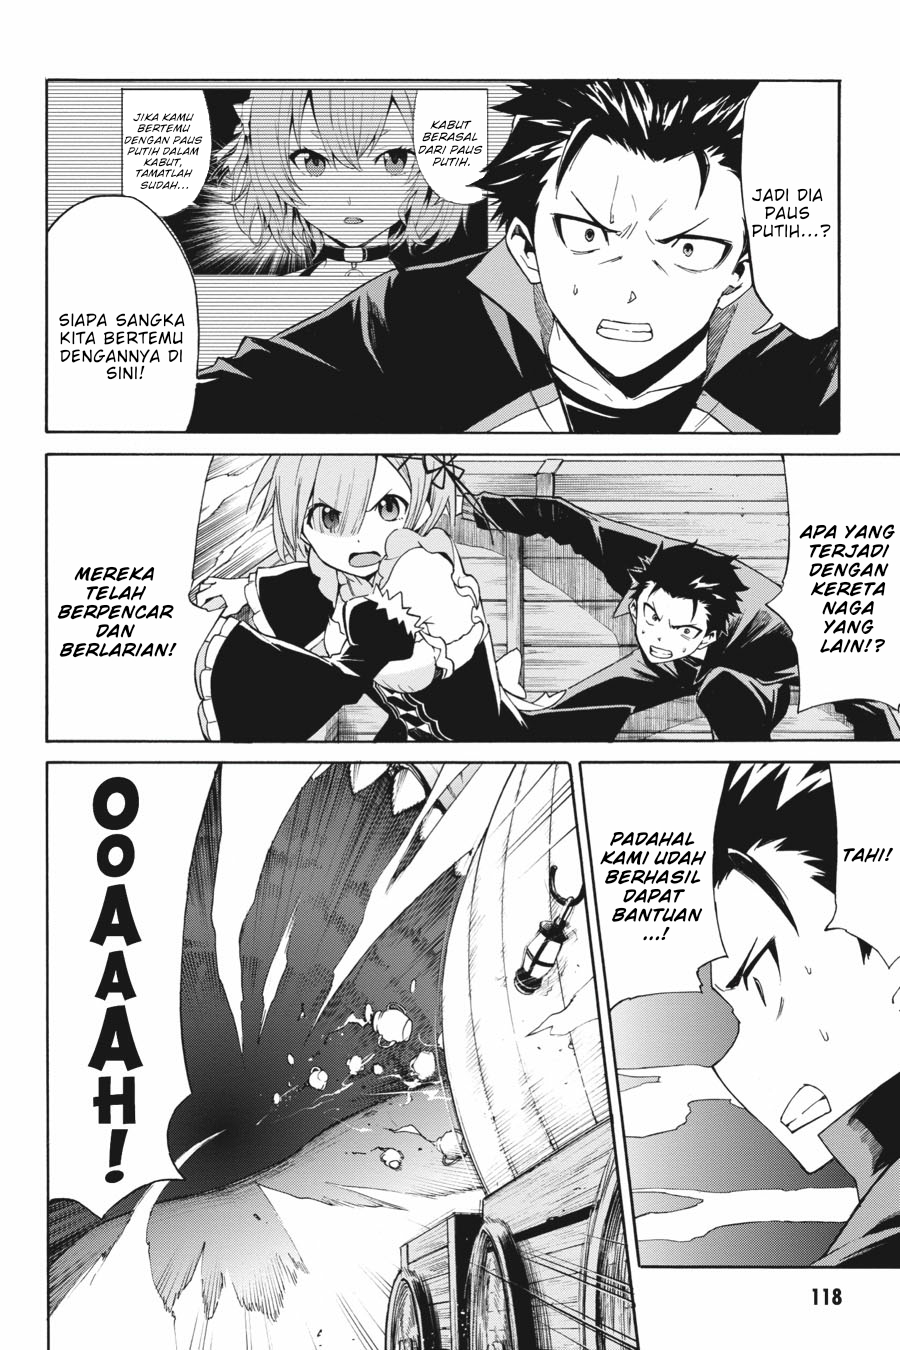 JADI DIA
PAUS
PUTIH...?
KABUT
BERASAL
DARI PAUS
PUTIH.
JIKA KAMU
BERTEMU
DENGAN PAUS
PUTIH DALAM
KABUT,
TAMATLAH
SUDAH...
SIAPA SANGKA
KITA BERTEMU
DENGANNYA DI
SINI!
APA YANG
TERJADI
DENGAN
KERETA
NAGA
YANG
LAIN!?
MEREKA
TELAH
BERPENCAR
DAN
BERLARIAN!
TAHI!
PADAHAL
KAMI UDAH
BERHASIL
DAPAT
BANTUAN
...!
OOAAAH!
118